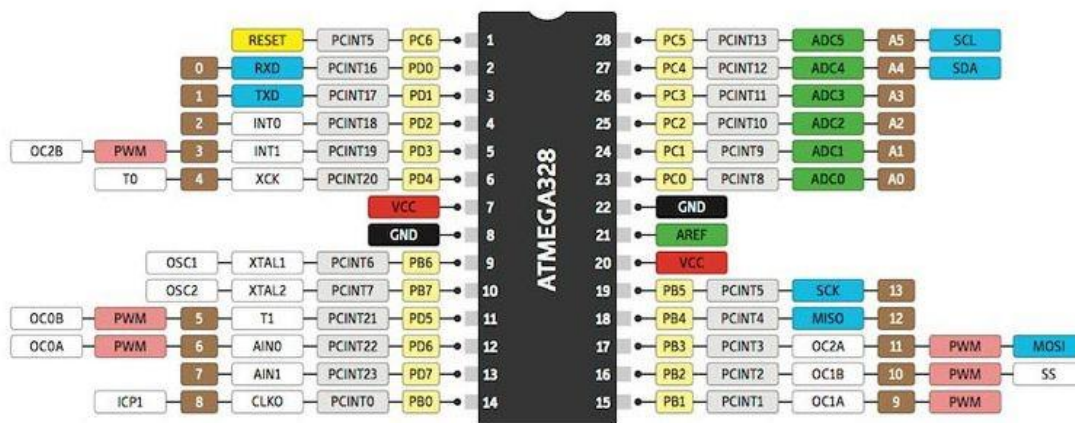 RESET PCINT5 PC6 1 28 PC5 PCINT13 ADC5 A5 SCL
0 RXD PCINT16 PD0 2 27 PC4 PCINT12 ADC4 A4 SDA
1 TXD PCINT17 PD1 3 26 PC3 PCINT11 ADC3 A3
2 INT0 PCINT18 PD2 4 25 PC2 PCINT10 ADC2 A2
OC2B PWM 3 INT1 PCINT19 PD3 5 24 PC1 PCINT9 ADC1 A1
T0 4 XCK PCINT20 PD4 6 23 PC0 PCINT8 ADC0 A0
VCC 7 22 GND
GND 8 21 AREF
OSC1 XTAL1 PCINT6 PB6 9 20 VCC
OSC2 XTAL2 PCINT7 PB7 10 19 PB5 PCINT5 SCK 13
OC0B PWM 5 T1 PCINT21 PD5 11 18 PB4 PCINT4 MISO 12
OC0A PWM 6 AIN0 PCINT22 PD6 12 17 PB3 PCINT3 OC2A 11 PWM MOSI
7 AIN1 PCINT23 PD7 13 16 PB2 PCINT2 OC1B 10 PWM SS
ICP1 8 CLK0 PCINT0 PB0 14 15 PB1 PCINT1 OC1A 9 PWM
ATMEGA328